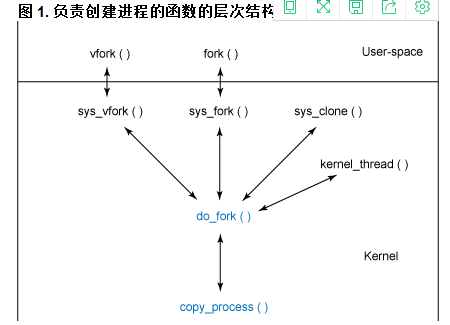 图 1. 负责创建进程的函数的层次结构
vfork ( )
fork ( )
User-space
sys_vfork ( )
sys_fork ( )
sys_clone ( )
kernel_thread ( )
do_fork ( )
Kernel
copy_process ( )